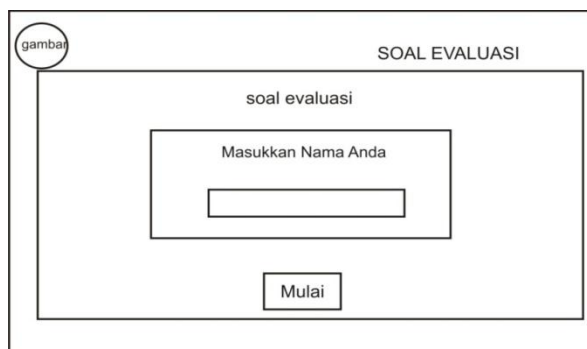 gambar
SOAL EVALUASI
soal evaluasi
Masukkan Nama Anda
Mulai